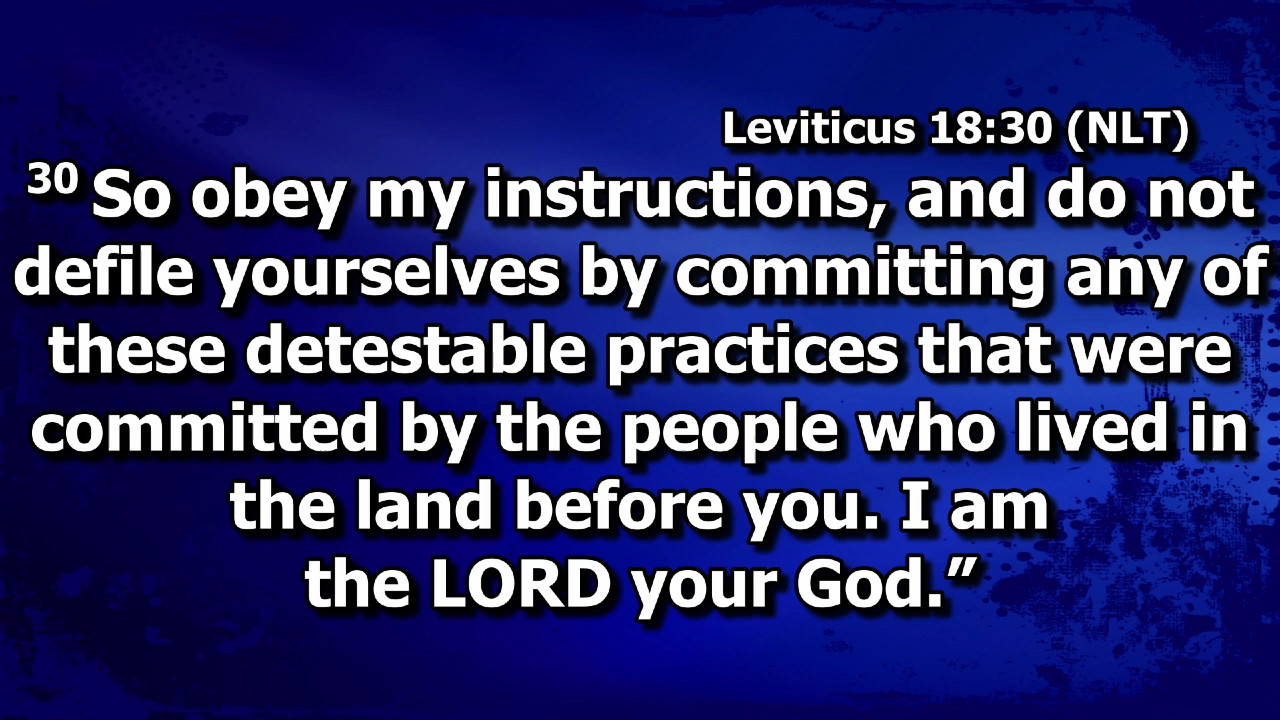 Leviticus 18:30 (NLT)
30 So obey my instructions, and do not
defile yourselves by committing any of
these detestable practices that were
committed by the people who lived in
the land before you. I am
the LORD your God.”